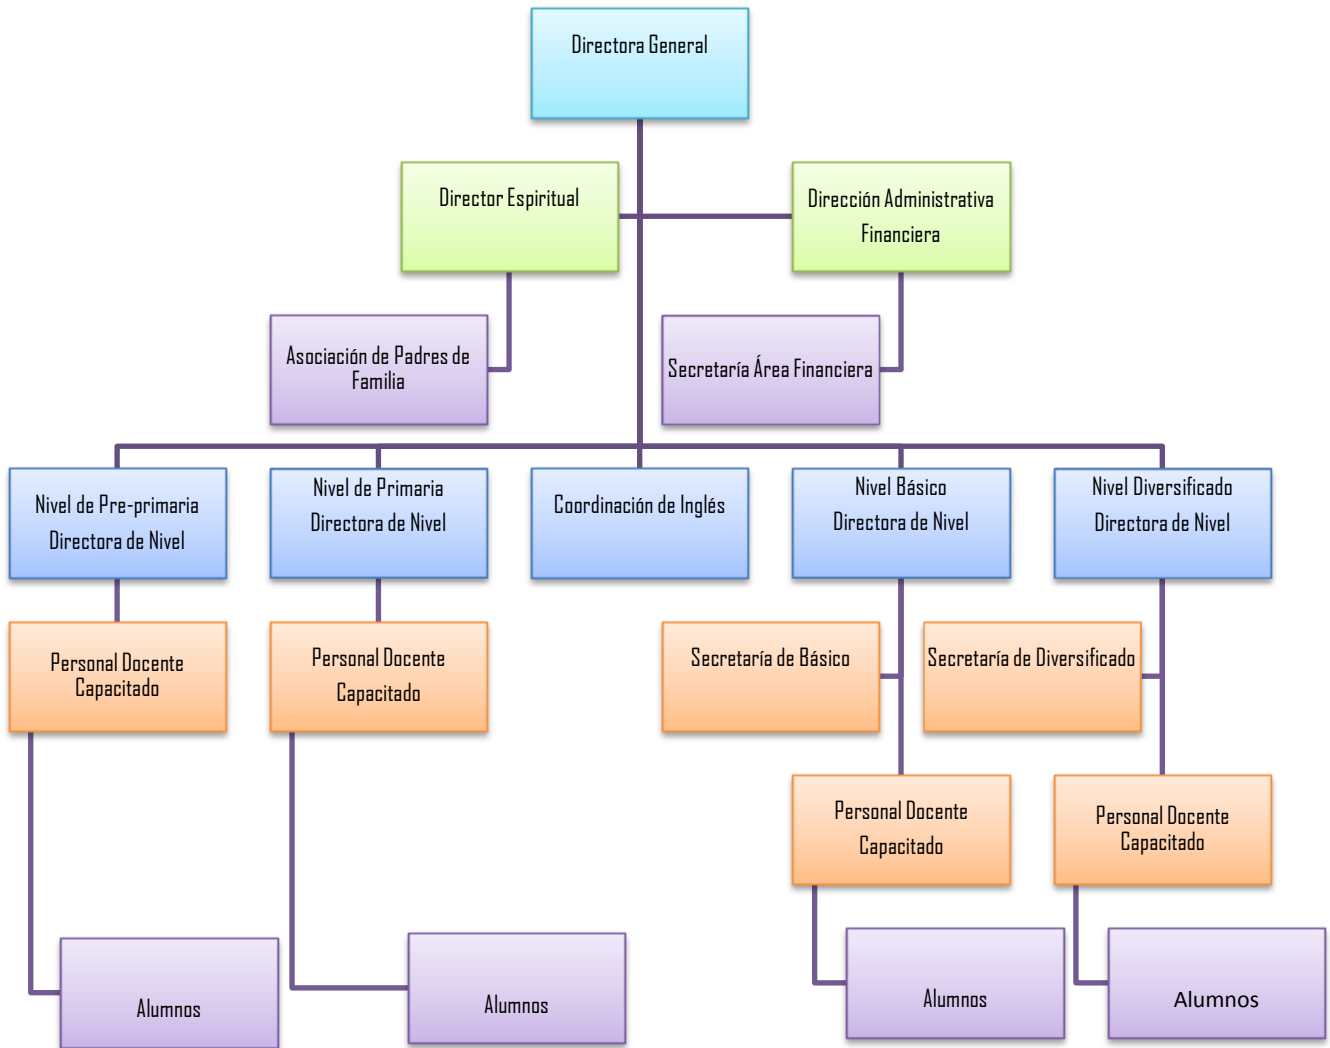 Directora General
Director Espiritual
Dirección Administrativa
Financiera
Asociación de Padres de
Familia
Secretaría Área Financiera
Nivel de Pre-primaria
Directora de Nivel
Nivel de Primaria
Directora de Nivel
Coordinación de Inglés
Nivel Básico
Directora de Nivel
Nivel Diversificado
Directora de Nivel
Personal Docente
Capacitado
Personal Docente
Capacitado
Secretaría de Básico
Secretaría de Diversificado
Personal Docente
Capacitado
Personal Docente
Capacitado
Alumnos
Alumnos
Alumnos
Alumnos